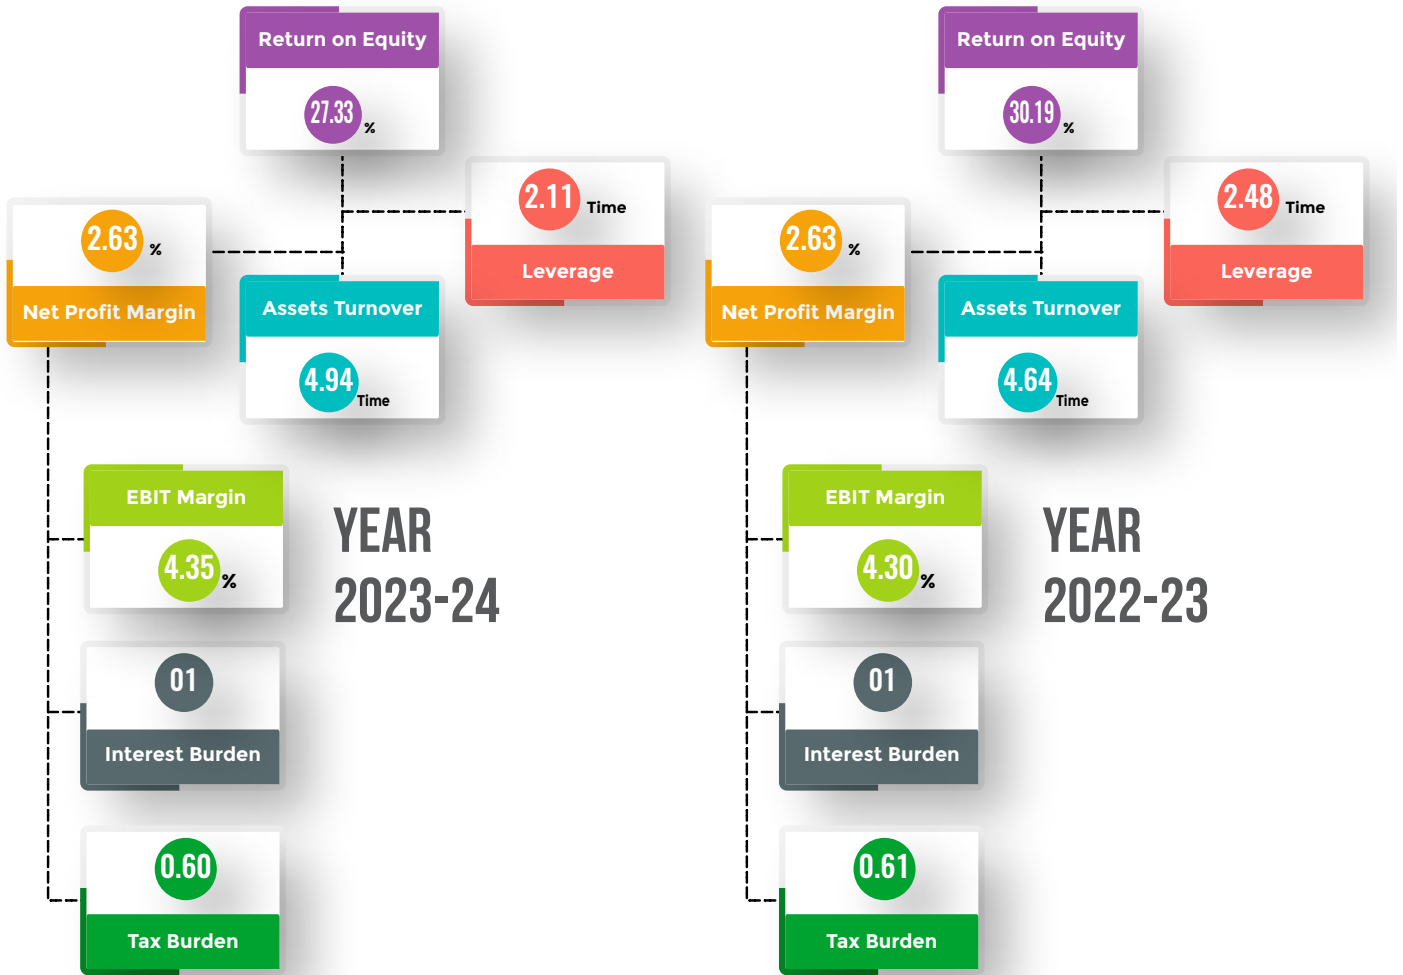 Return on Equity
27.33 %
2.11 Time
Leverage
2.63 %
Net Profit Margin
Assets Turnover
4.94 Time
EBIT Margin
4.35 %
YEAR
2023-24
01
Interest Burden
0.60
Tax Burden
Return on Equity
30.19 %
2.48 Time
Leverage
2.63 %
Net Profit Margin
Assets Turnover
4.64 Time
EBIT Margin
4.30 %
YEAR
2022-23
01
Interest Burden
0.61
Tax Burden